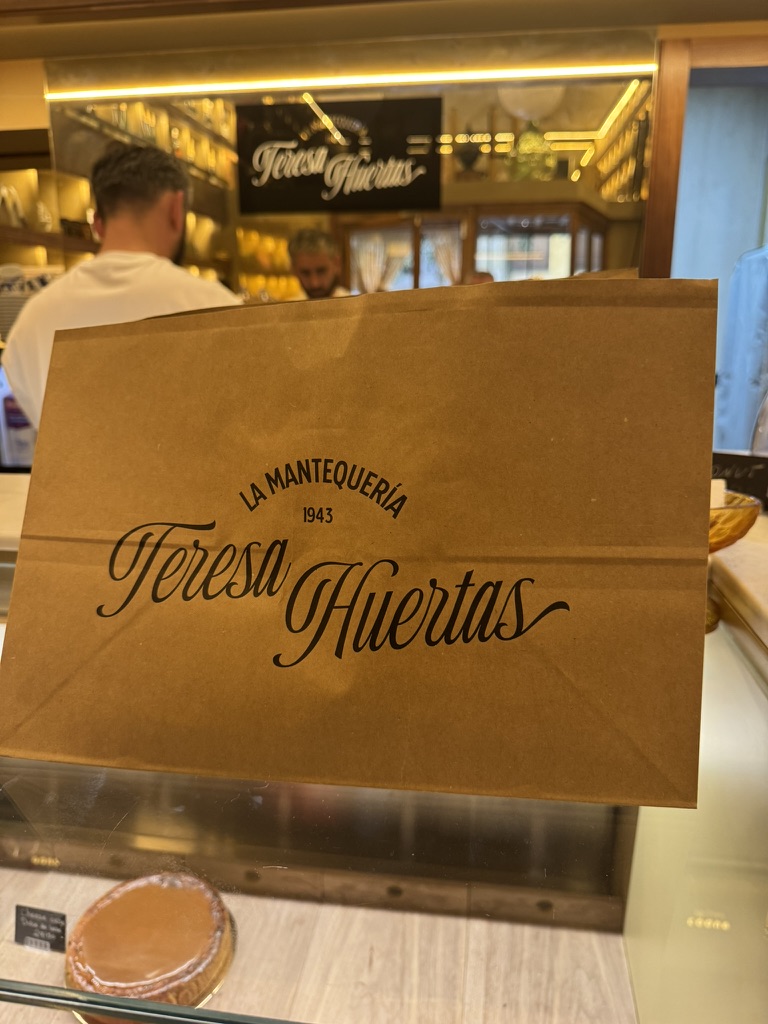 Teresa
Huertas
LA MANTEQUERÍA
1943
Teresa
Huertas